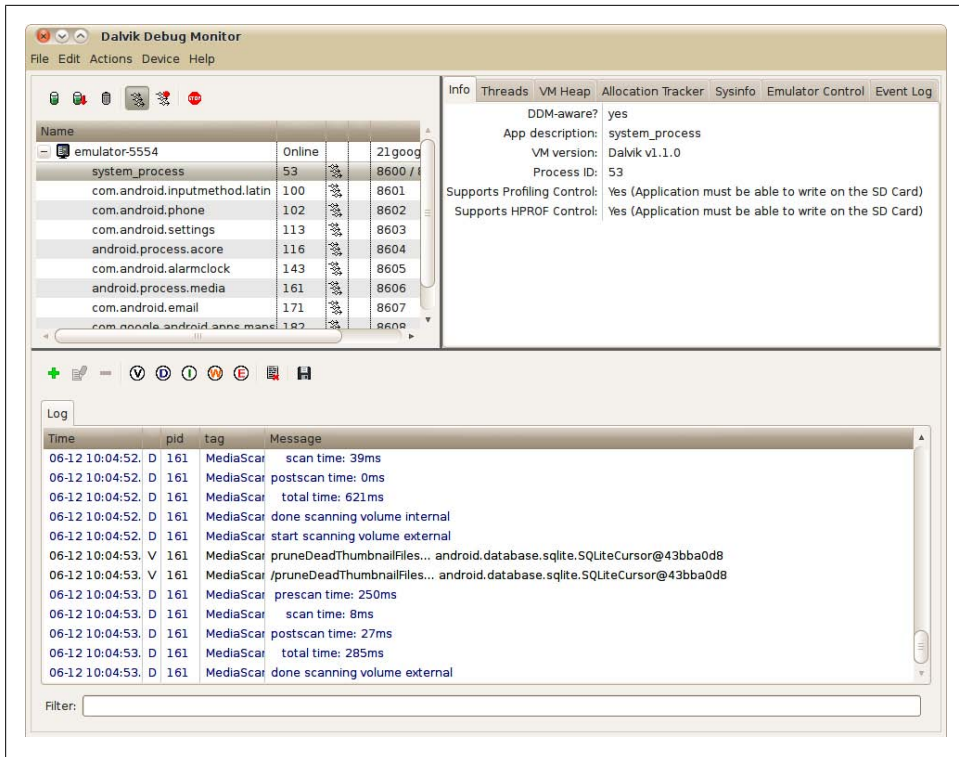 Dalvik Debug Monitor
File Edit Actions Device Help
STOP
Name
emulator-5554 Online 21goog
system_process 53 8600 /
com.android.inputmethod.latin 100 8601
com.android.phone 102 8602
com.android.settings 113 8603
android.process.acore 116 8604
com.android.alarmclock 143 8605
android.process.media 161 8606
com.android.email 171 8607
com.google.android.apps.maps 182 8608
Info Threads VM Heap Allocation Tracker Sysinfo Emulator Control Event Log
DDM-aware? yes
App description: system_process
VM version: Dalvik v1.1.0
Process ID: 53
Supports Profiling Control: Yes (Application must be able to write on the SD Card)
Supports HPROF Control: Yes (Application must be able to write on the SD Card)
V D I W E
Log
Time pid tag Message
06-12 10:04:52. D 161 MediaScar scan time: 39ms
06-12 10:04:52. D 161 MediaScar postscan time: 0ms
06-12 10:04:52. D 161 MediaScar total time: 621ms
06-12 10:04:52. D 161 MediaScar done scanning volume internal
06-12 10:04:52. D 161 MediaScar start scanning volume external
06-12 10:04:53. V 161 MediaScar pruneDeadThumbnailFiles... android.database.sqlite.SQLiteCursor@43bba0d8
06-12 10:04:53. V 161 MediaScar /pruneDeadThumbnailFiles... android.database.sqlite.SQLiteCursor@43bba0d8
06-12 10:04:53. D 161 MediaScar prescan time: 250ms
06-12 10:04:53. D 161 MediaScar scan time: 8ms
06-12 10:04:53. D 161 MediaScar postscan time: 27ms
06-12 10:04:53. D 161 MediaScar total time: 285ms
06-12 10:04:53. D 161 MediaScar done scanning volume external
Filter: